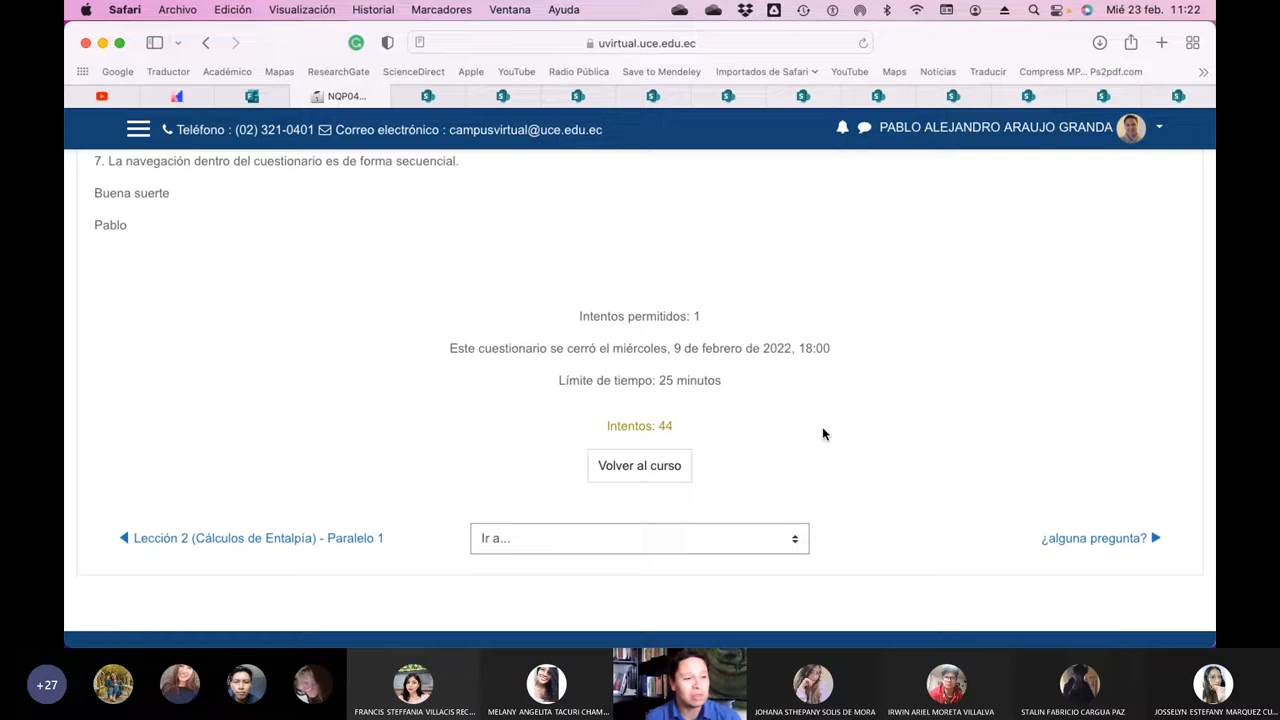 Safari Archivo Edición Visualización Historial Marcadores Ventana Ayuda Mié 23 feb. 11:22
uvirtual.uce.edu.ec
Google Traductor Académico Mapas ResearchGate ScienceDirect Apple YouTube Radio Pública Save to Mendeley Importados de Safari YouTube Maps Noticias Traducir Compress MP... Ps2pdf.com
NQP04...
Teléfono : (02) 321-0401 Correo electrónico : campusvirtual@uce.edu.ec PABLO ALEJANDRO ARAUJO GRANDA
7. La navegación dentro del cuestionario es de forma secuencial.
Buena suerte
Pablo
Intentos permitidos: 1
Este cuestionario se cerró el miércoles, 9 de febrero de 2022, 18:00
Límite de tiempo: 25 minutos
Intentos: 44
Volver al curso
Lección 2 (Cálculos de Entalpía) - Paralelo 1 Ir a... ¿alguna pregunta?
+27 FRANCIS STEFFRANIA VILLACIS REC... MELANY ANGELITA TACURI CHAM... JOHANA STHEPANY SOLIS DE MORA IRWIN ARIEL MORETA VILLALVA STALIN FABRICIO CARGUA PAZ JOSSELYN ESTEFANY MARQUEZ CU...